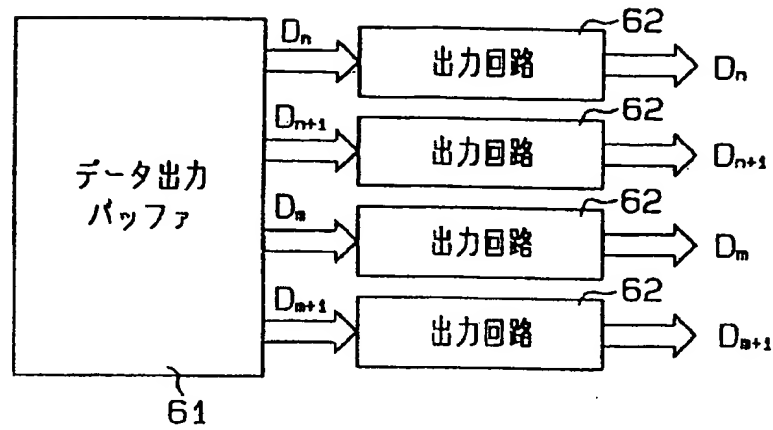 Dn 62
出力回路 Dn
Dn+1 62
出力回路 Dn+1
データ出力
バッファ
Dm 62
出力回路 Dm
Dm+1 62
出力回路 Dm+1
61